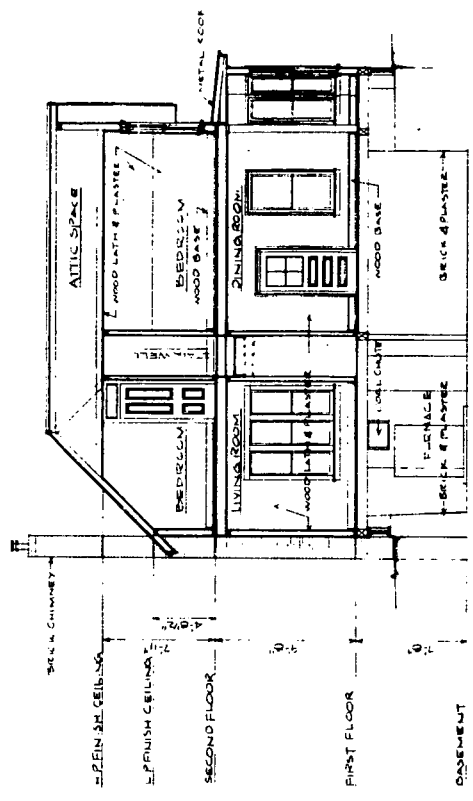 METAL ROOF
BRICK CHIMNEY
ATTIC SPACE
WOOD LATH & PLASTER
BEDROOM
WOOD BASE
STAIRWELL
BEDROOM
DINING ROOM
LIVING ROOM
WOOD LATH & PLASTER
WOOD BASE
COAL CHUTE
FURNACE
BRICK & PLASTER
BRICK & PLASTER
FINISH CEILING
FINISH CEILING
SECOND FLOOR
FIRST FLOOR
BASEMENT